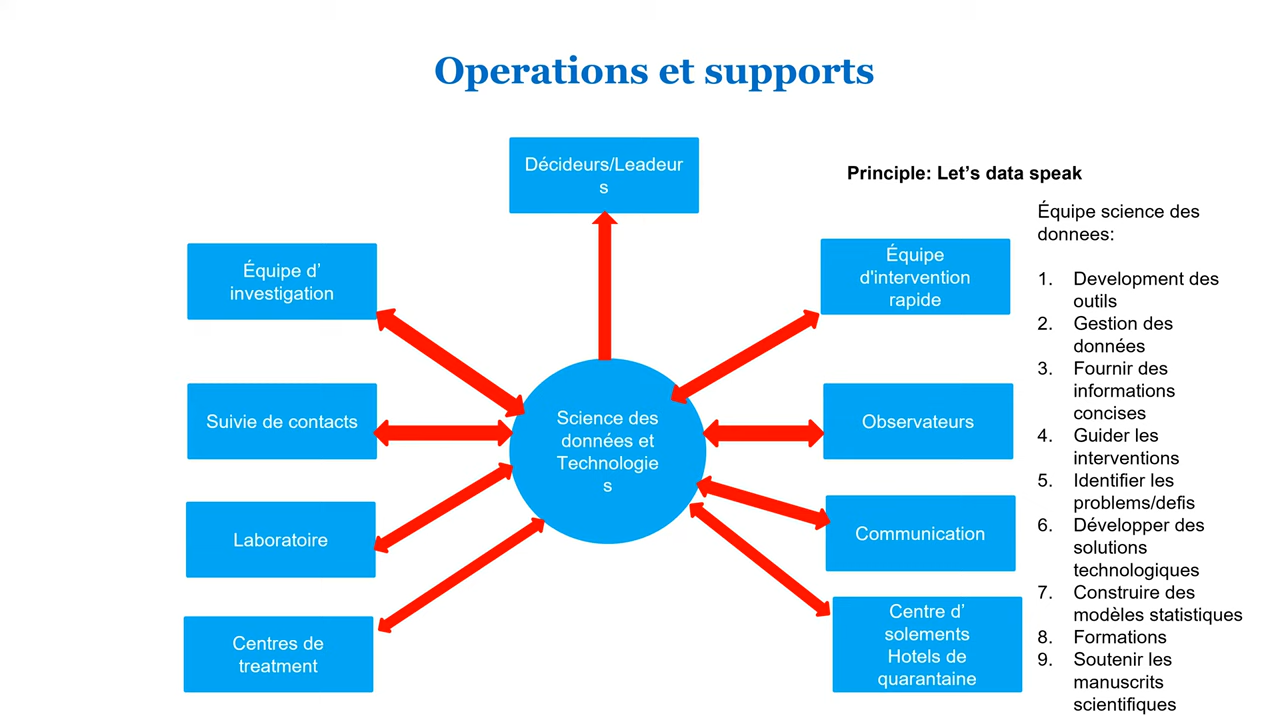 Operations et supports
Décideurs/Leadeur
s
Principle: Let’s data speak
Équipe d’
investigation
Suivie de contacts
Laboratoire
Centres de
treatment
Science des
données et
Technologie
s
Équipe
d'intervention
rapide
Observateurs
Communication
Centre d’
solements
Hotels de
quarantaine
Équipe science des
donnees:
1. Development des
outils
2. Gestion des
données
3. Fournir des
informations
concises
4. Guider les
interventions
5. Identifier les
problems/defis
6. Développer des
solutions
technologiques
7. Construire des
modèles statistiques
8. Formations
9. Soutenir les
manuscrits
scientifiques